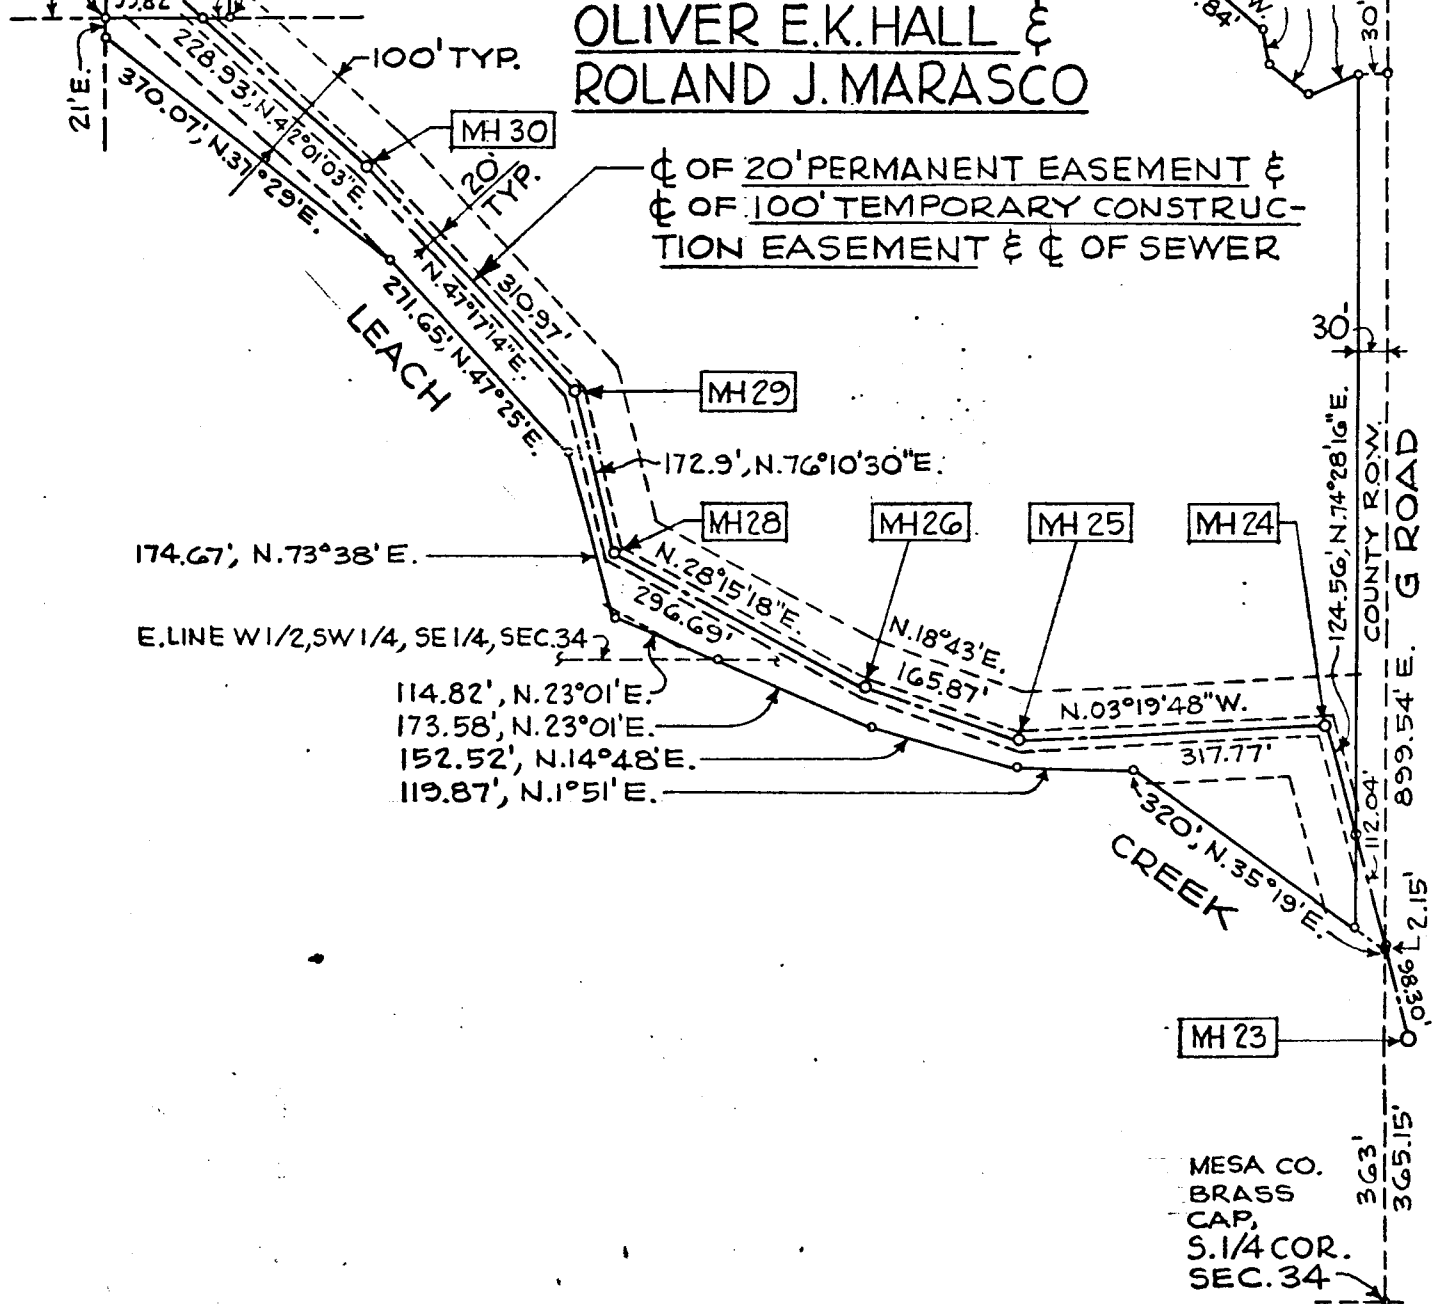 OLIVER E.K. HALL &
ROLAND J. MARASCO
100' TYP.
21' E.
228.93', N.42°01'03"E.
370.07', N.37°29'E.
MH 30
20'
TYP.
℄ OF 20' PERMANENT EASEMENT &
℄ OF 100' TEMPORARY CONSTRUC-
TION EASEMENT & ℄ OF SEWER
30'
310.97'
N.47°17'14"E.
271.65', N.47°25'E.
LEACH
30-
MH 29
172.9', N.76°10'30"E.
MH 28
MH 26
MH 25
MH 24
124.56', N.74°28'16"E.
COUNTY R.O.W.
G ROAD
899.54' E.
174.67', N.73°38'E.
N.28°15'18"E.
296.69'
E. LINE W1/2, SW1/4, SE1/4, SEC.34
N.18°43'E.
165.87'
114.82', N.23°01'E.
173.58', N.23°01'E.
152.52', N.14°48'E.
119.87', N.1°51'E.
N.03°19'48"W.
317.77'
112.04'
320', N.35°19'E.
CREEK
2.15'
98.30'
MH 23
363'
365.15'
MESA CO.
BRASS
CAP,
S.1/4 COR.
SEC. 34